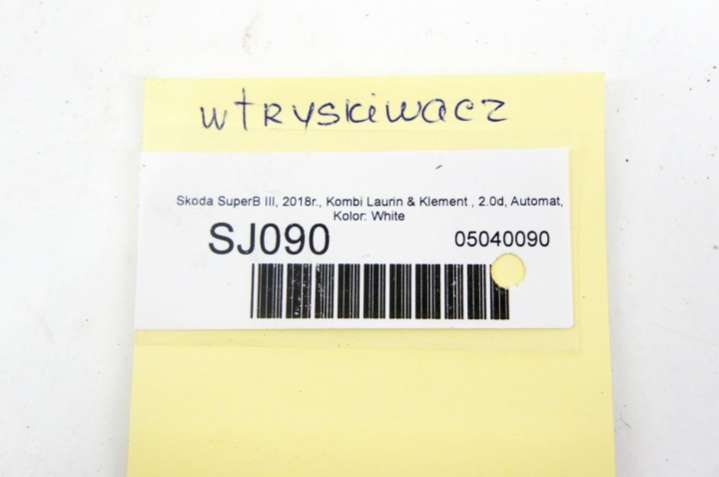 wtryskiwacz
Skoda SuperB III, 2018r., Kombi Laurin & Klement , 2.0d, Automat,
Kolor: White
SJ090 05040090